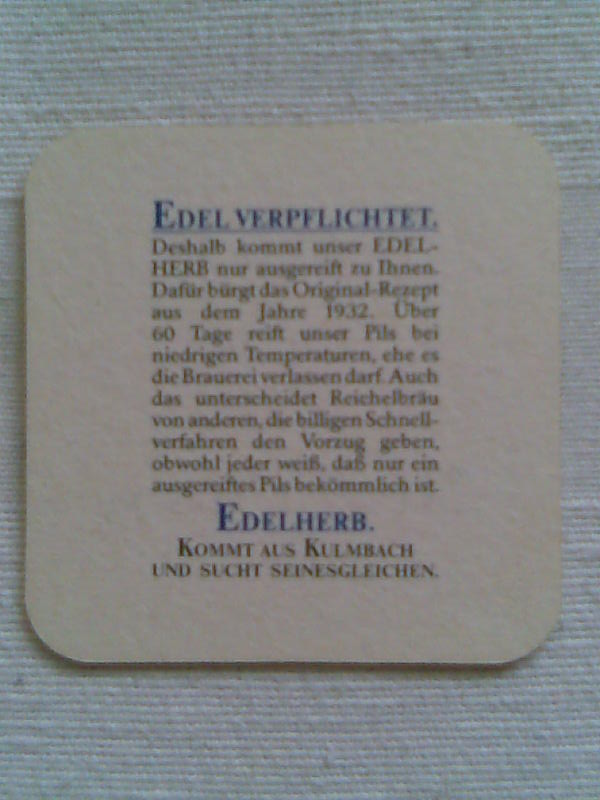 EDEL VERPFLICHTET.
Deshalb kommt unser EDEL-
HERB nur ausgereift zu Ihnen.
Dafür bürgt das Original-Rezept
aus dem Jahre 1932. Über
60 Tage reift unser Pils bei
niedrigen Temperaturen, ehe es
die Brauerei verlassen darf. Auch
das unterscheidet Reichelbräu
von anderen, die billigen Schnell-
verfahren den Vorzug geben,
obwohl jeder weiß, daß nur ein
ausgereiftes Pils bekömmlich ist.
EDELHERB.
KOMMT AUS KULMBACH
UND SUCHT SEINESGLEICHEN.